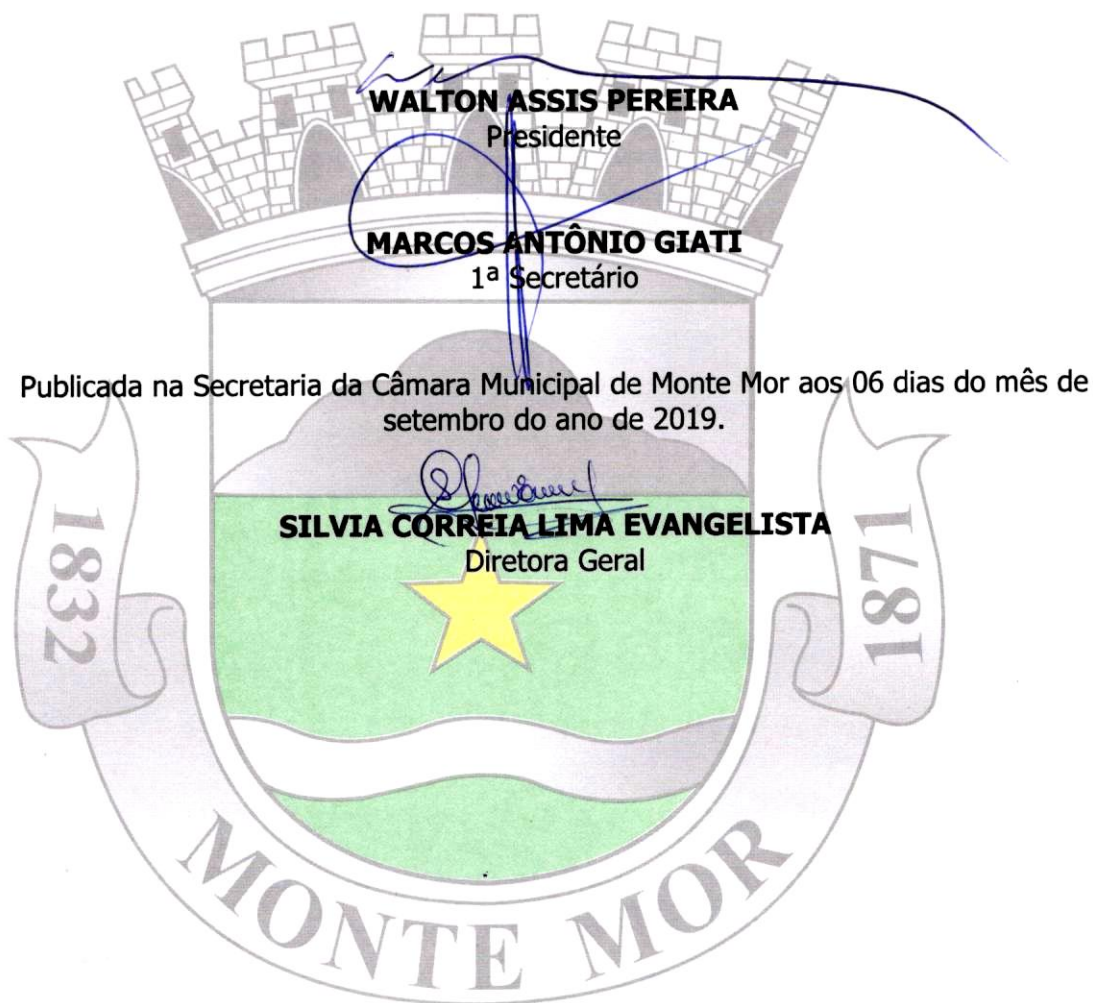 WALTON ASSIS PEREIRA
Presidente
MARCOS ANTÔNIO GIATI
1ª Secretário
Publicada na Secretaria da Câmara Municipal de Monte Mor aos 06 dias do mês de
setembro do ano de 2019.
SILVIA CORREIA LIMA EVANGELISTA
Diretora Geral
1832
1871
MONTE MOR